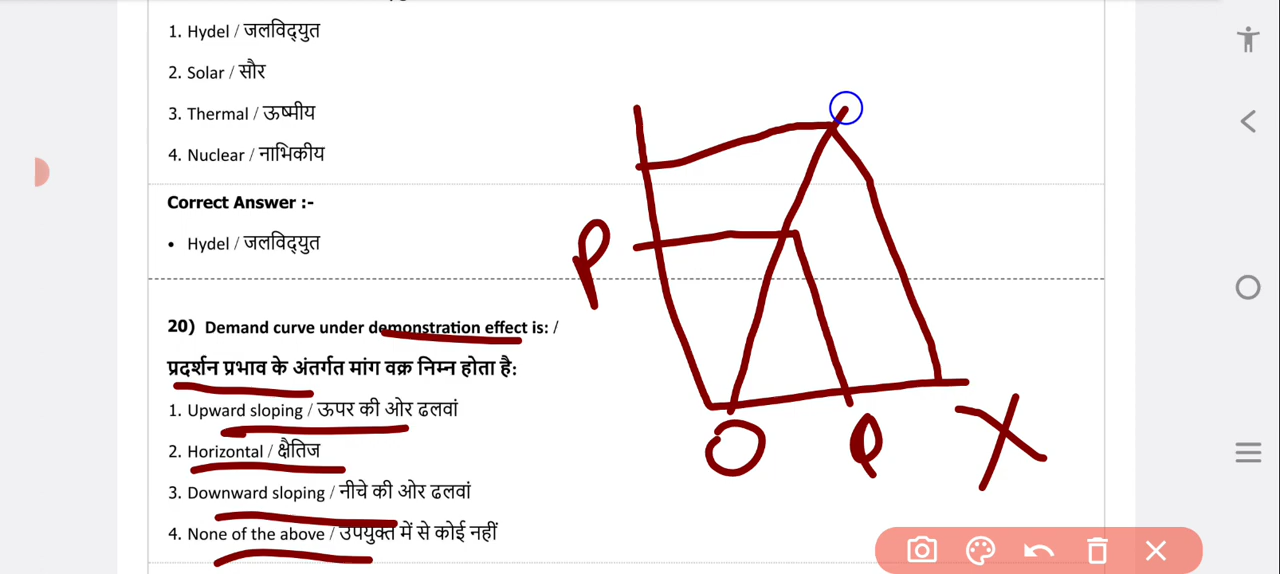 1. Hydel / जलविद्युत
2. Solar / सौर
3. Thermal / ऊष्मीय
4. Nuclear / नाभिकीय
Correct Answer :-
• Hydel / जलविद्युत
20) Demand curve under demonstration effect is: /
प्रदर्शन प्रभाव के अंतर्गत मांग वक्र निम्न होता है:
1. Upward sloping / ऊपर की ओर ढलवां
2. Horizontal / क्षैतिज
3. Downward sloping / नीचे की ओर ढलवां
4. None of the above / उपयुक्त में से कोई नहीं
P
O
Q
X